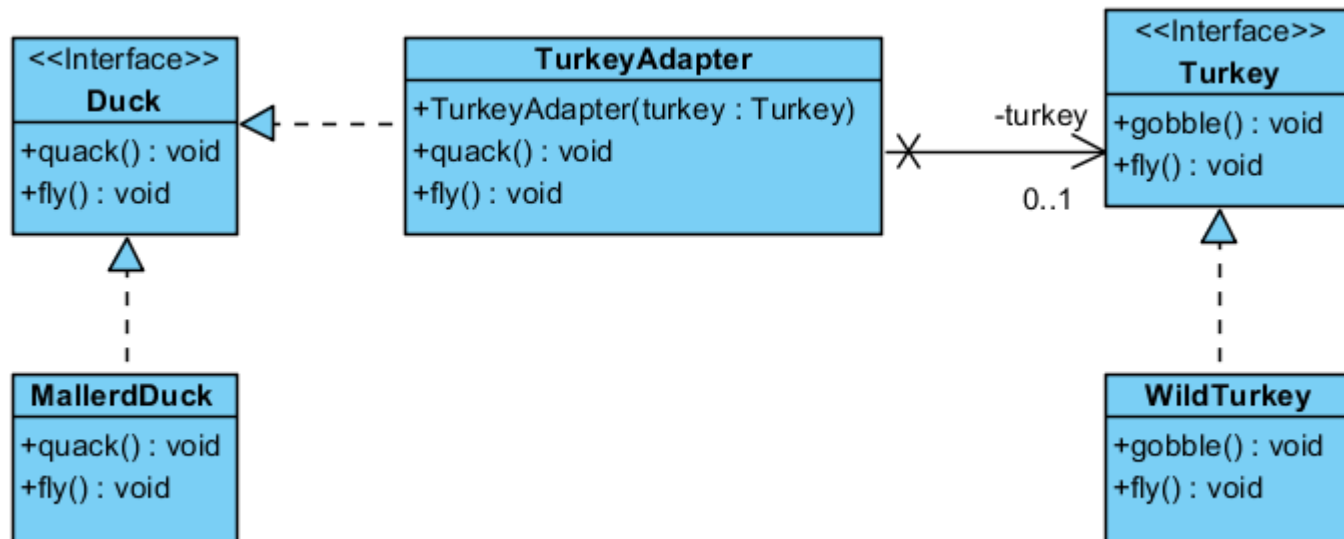 <<Interface>>
Duck
+quack() : void
+fly() : void
TurkeyAdapter
+TurkeyAdapter(turkey : Turkey)
+quack() : void
+fly() : void
-turkey
0..1
<<Interface>>
Turkey
+gobble() : void
+fly() : void
MallerdDuck
+quack() : void
+fly() : void
WildTurkey
+gobble() : void
+fly() : void